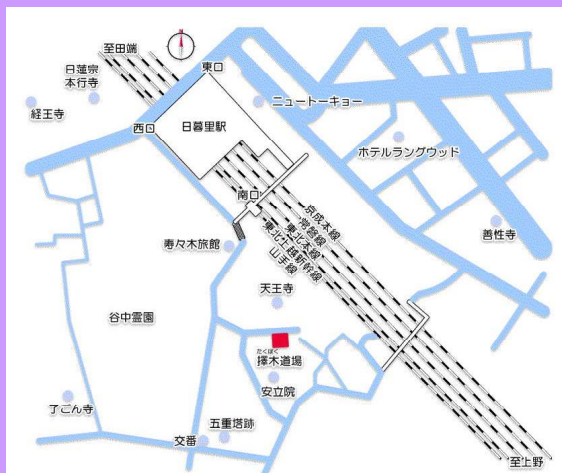 至田端
東口
日蓮宗
本行寺
経王寺
西口
日暮里駅
ニュートーキョー
ホテルラングウッド
南口
京成本線
常磐線
東北本線
東北上越新幹線
山手線
善性寺
寿々木旅館
天王寺
谷中霊園
たくぼく
擇木道場
安立院
了ごん寺
五重塔跡
交番
至上野